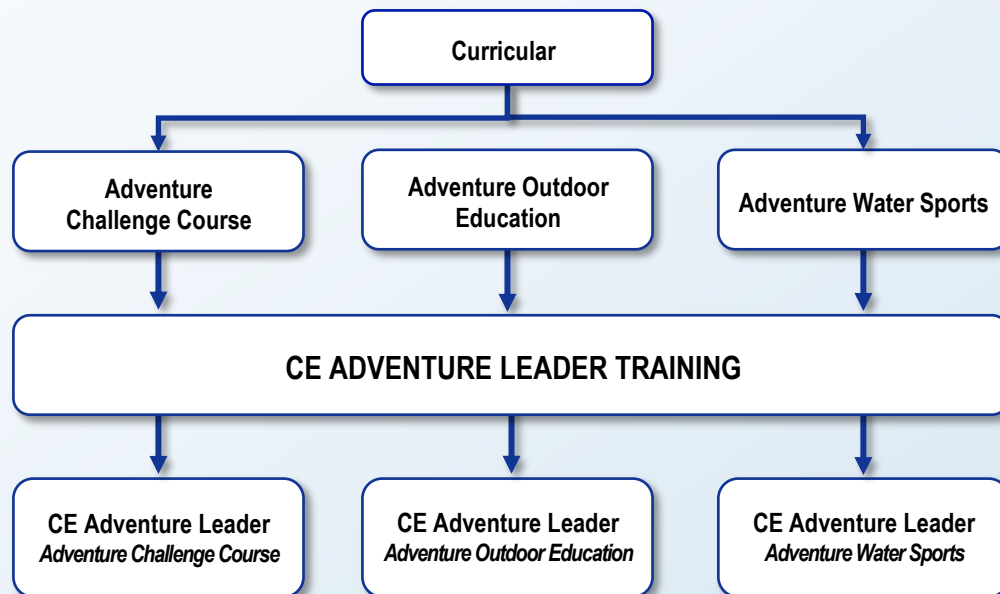 Curricular
Adventure
Challenge Course
Adventure Outdoor
Education
Adventure Water Sports
CE ADVENTURE LEADER TRAINING
CE Adventure Leader
Adventure Challenge Course
CE Adventure Leader
Adventure Outdoor Education
CE Adventure Leader
Adventure Water Sports